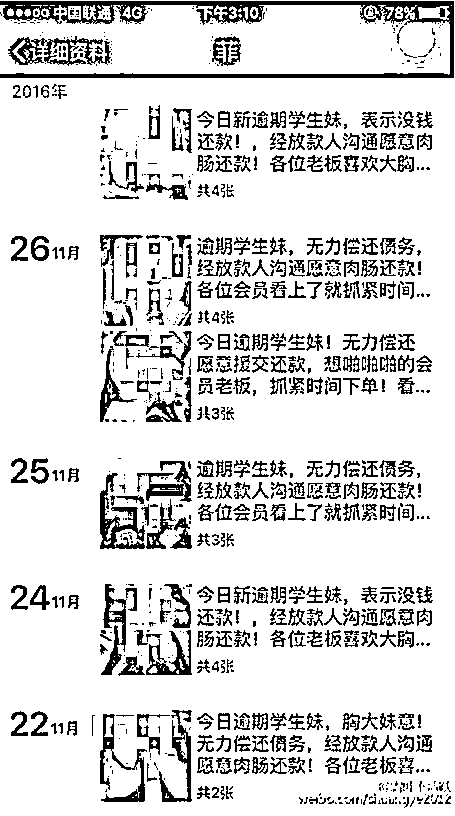 中国联通 4G 下午3:10 78%
详细资料 菲
2016年
今日新逾期学生妹，表示没钱
还款！，经放款人沟通愿意肉
肠还款！各位老板喜欢大胸...
共4张
26 11月
逾期学生妹，无力偿还债务，
经放款人沟通愿意肉肠还款！
各位会员看上了就抓紧时间...
共4张
今日逾期学生妹！无力偿还
愿意援交还款，想啪啪啪的会
员老板，抓紧时间下单！看...
共3张
25 11月
逾期学生妹，无力偿还债务，
经放款人沟通愿意肉肠还款！
各位会员看上了就抓紧时间...
共3张
24 11月
今日新逾期学生妹，表示没钱
还款！，经放款人沟通愿意肉
肠还款！各位老板喜欢大胸...
共4张
22 11月
今日逾期学生妹，胸大妹意！
无力偿还债务，经放款人沟通
愿意肉肠还款！各位老板喜...
共2张